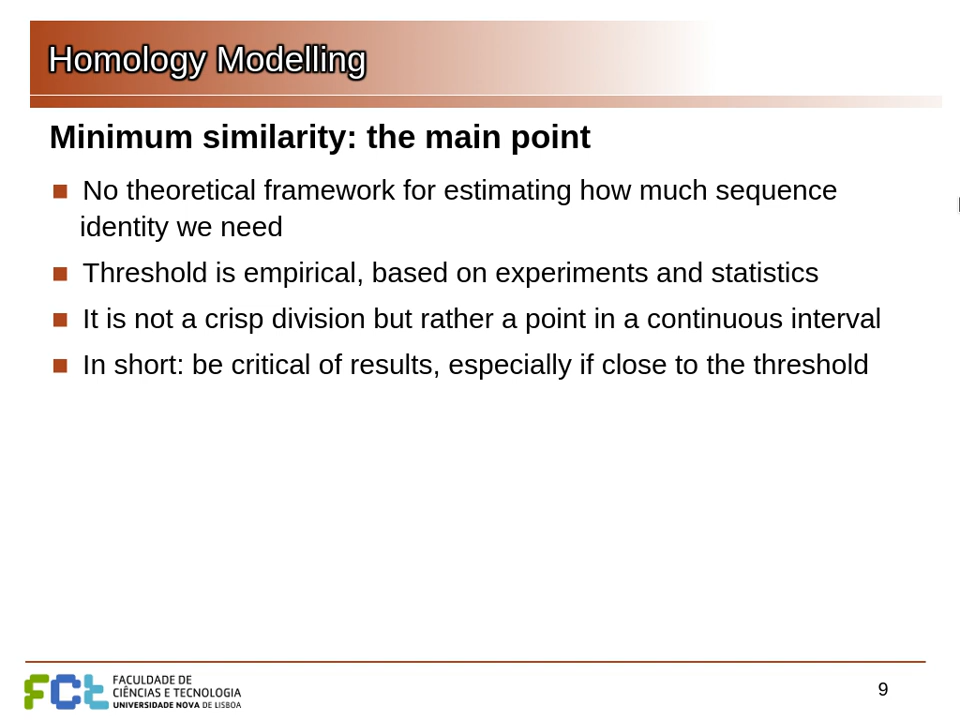 Homology Modelling
Minimum similarity: the main point
No theoretical framework for estimating how much sequence
identity we need
Threshold is empirical, based on experiments and statistics
It is not a crisp division but rather a point in a continuous interval
In short: be critical of results, especially if close to the threshold
FCt
FACULDADE DE
CIÊNCIAS E TECNOLOGIA
UNIVERSIDADE NOVA DE LISBOA
9